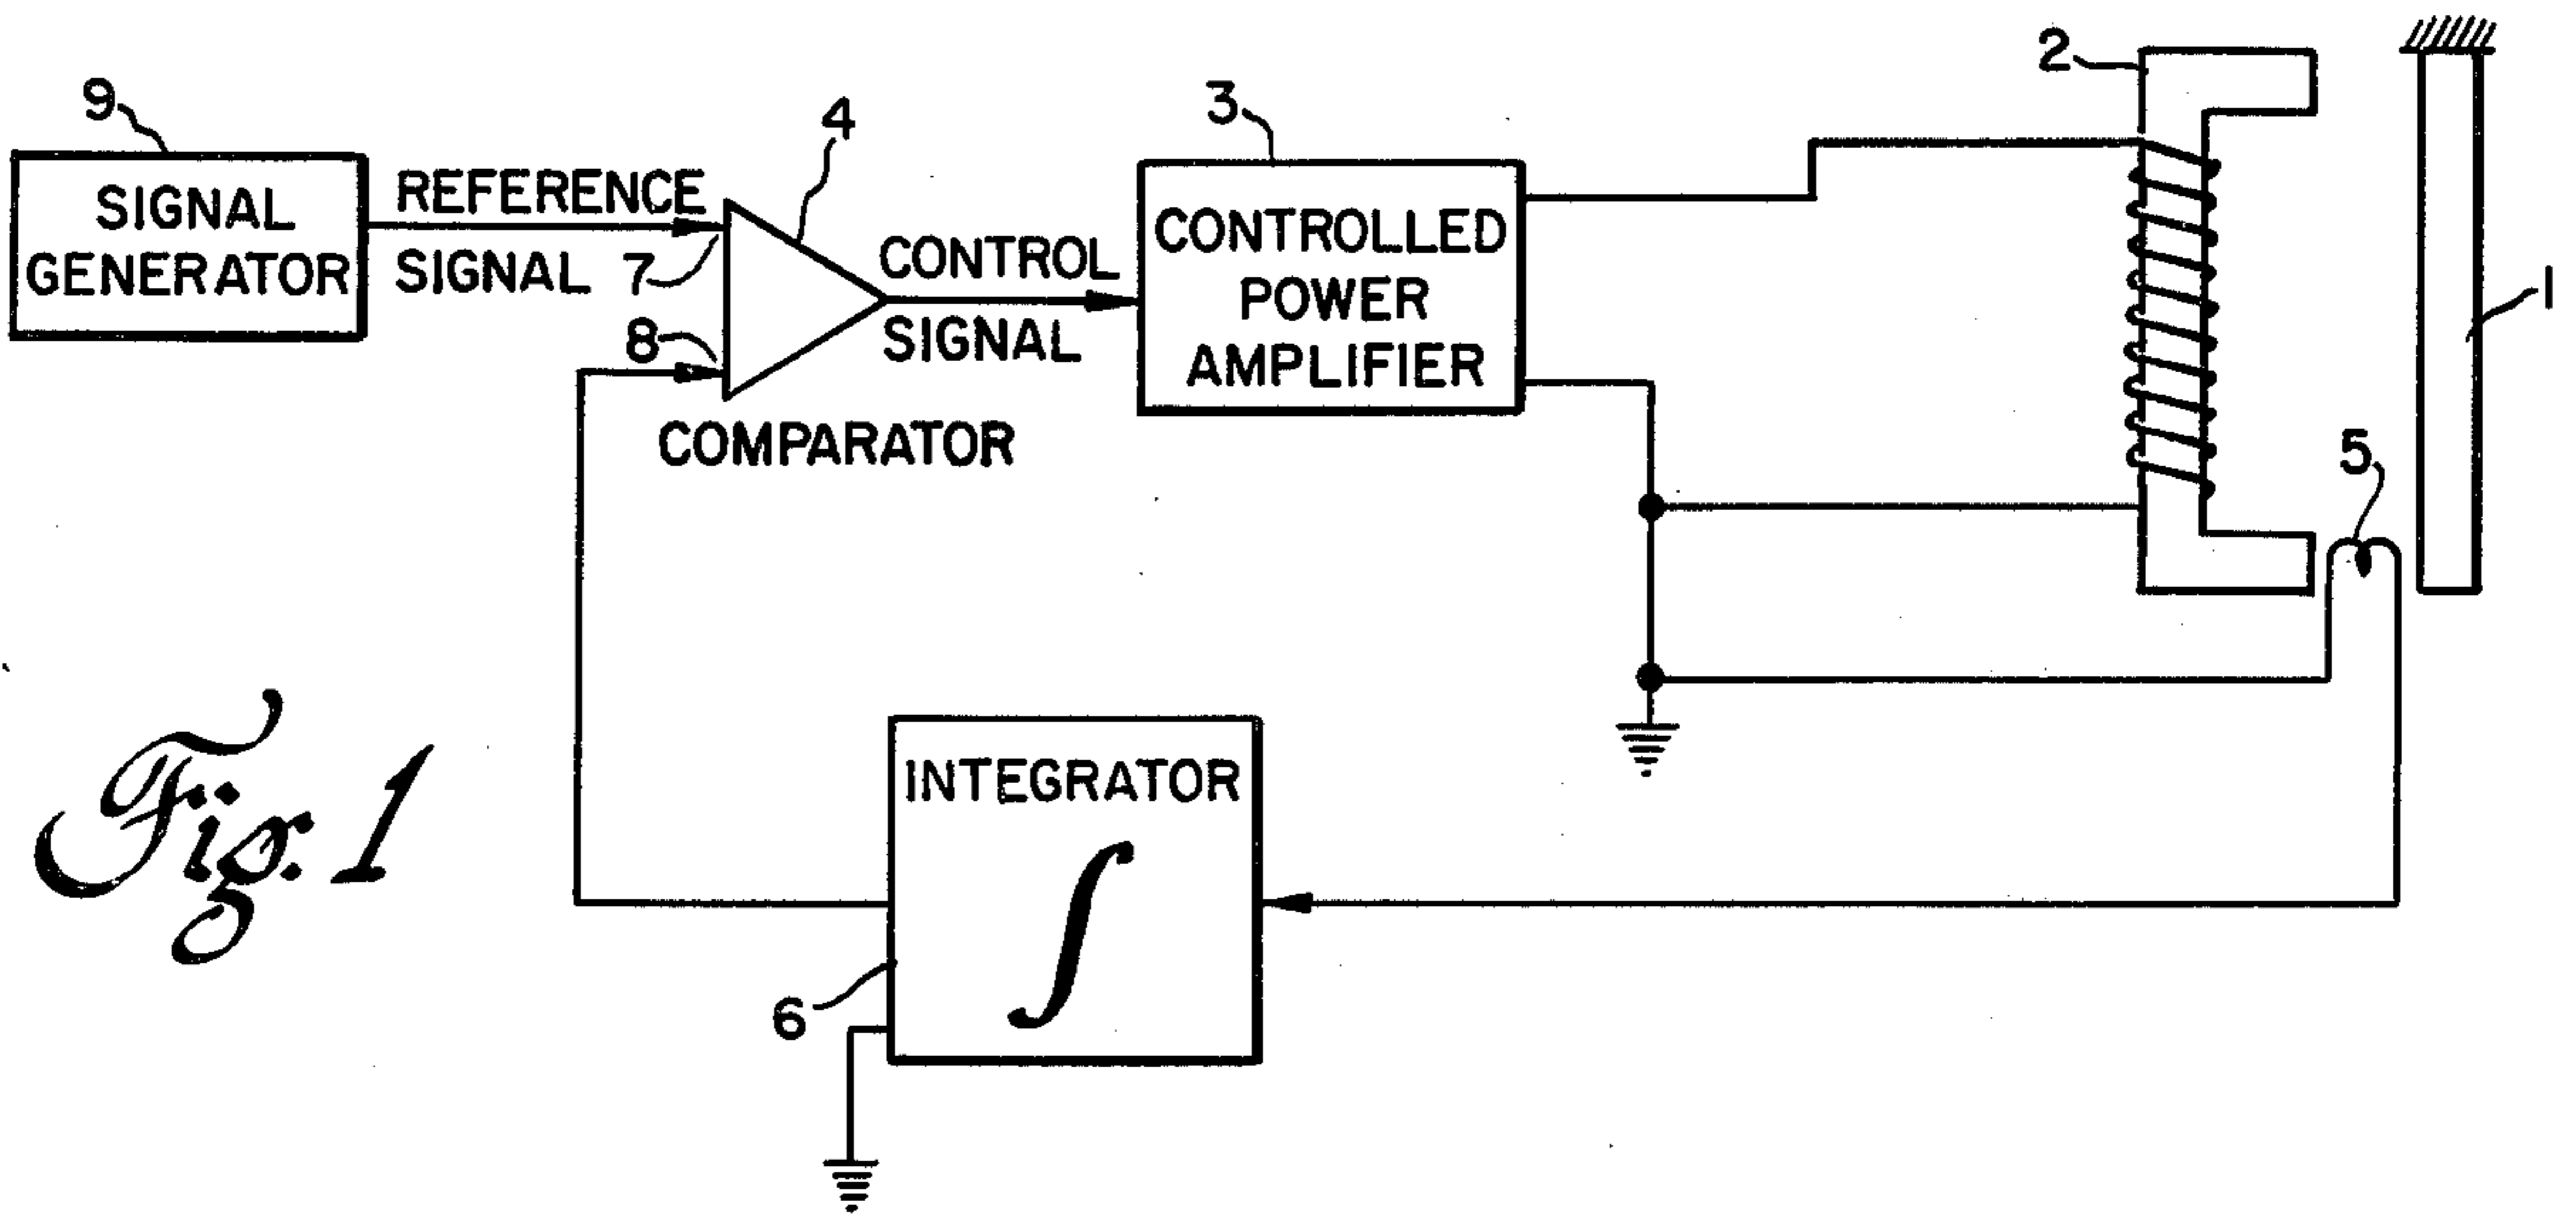 9
SIGNAL
GENERATOR
REFERENCE
SIGNAL
7
8
4
COMPARATOR
CONTROL
SIGNAL
3
CONTROLLED
POWER
AMPLIFIER
2
1
5
INTEGRATOR
∫
6
Fig. 1